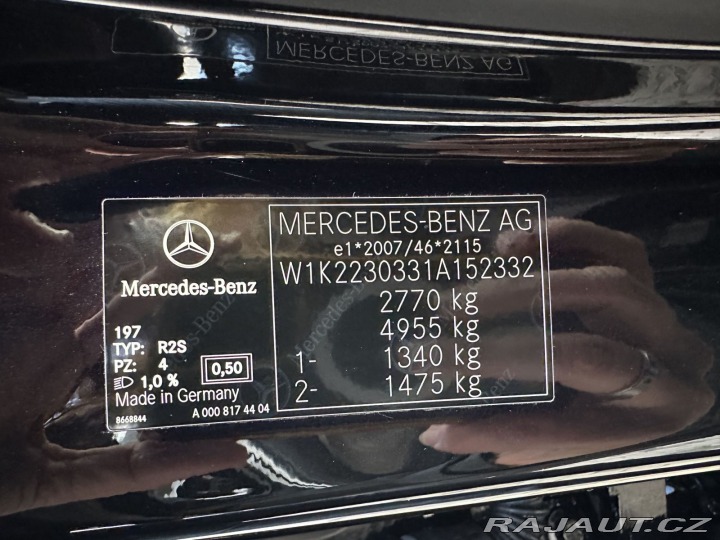 MERCEDES-BENZ AG
Mercedes-Benz
197
TYP: R2S
PZ: 4
1,0 %
0,50
Made in Germany
8668844
A 000 817 44 04
MERCEDES-BENZ AG
e1*2007/46*2115
W1K2230331A152332
2770 kg
4955 kg
1- 1340 kg
2- 1475 kg
RAJAUT.CZ